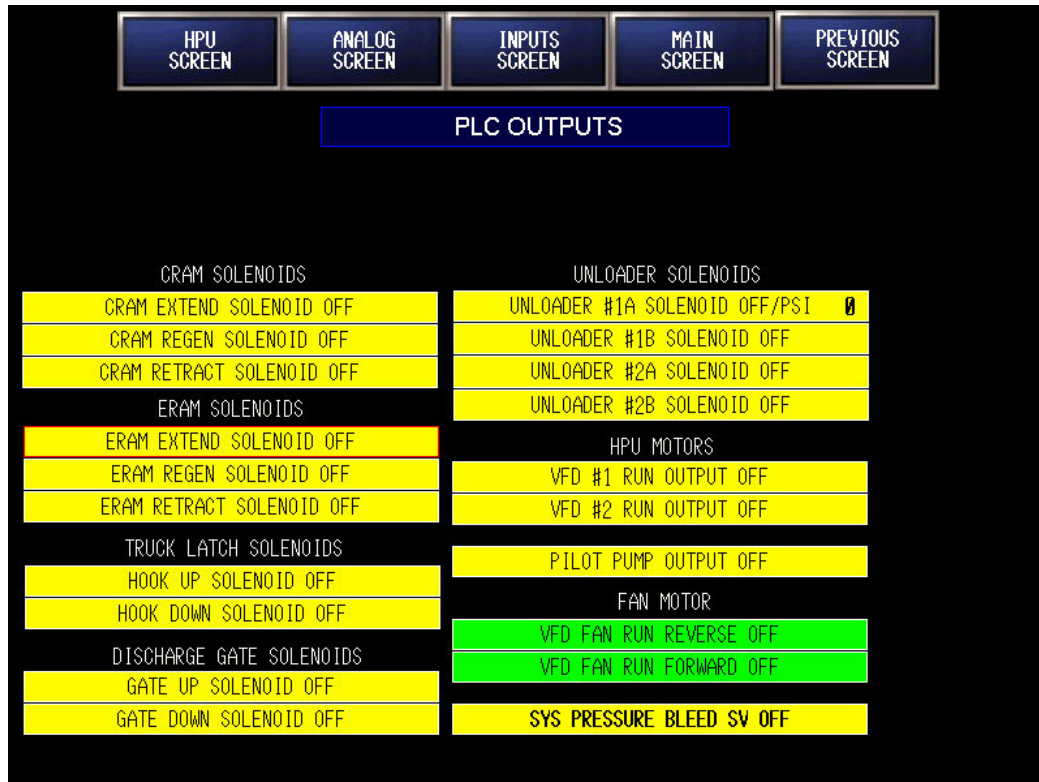 HPU
SCREEN
ANALOG
SCREEN
INPUTS
SCREEN
MAIN
SCREEN
PREVIOUS
SCREEN
PLC OUTPUTS
CRAM SOLENOIDS
CRAM EXTEND SOLENOID OFF
CRAM REGEN SOLENOID OFF
CRAM RETRACT SOLENOID OFF
ERAM SOLENOIDS
ERAM EXTEND SOLENOID OFF
ERAM REGEN SOLENOID OFF
ERAM RETRACT SOLENOID OFF
TRUCK LATCH SOLENOIDS
HOOK UP SOLENOID OFF
HOOK DOWN SOLENOID OFF
DISCHARGE GATE SOLENOIDS
GATE UP SOLENOID OFF
GATE DOWN SOLENOID OFF
UNLOADER SOLENOIDS
UNLOADER #1A SOLENOID OFF/PSI 0
UNLOADER #1B SOLENOID OFF
UNLOADER #2A SOLENOID OFF
UNLOADER #2B SOLENOID OFF
HPU MOTORS
VFD #1 RUN OUTPUT OFF
VFD #2 RUN OUTPUT OFF
PILOT PUMP OUTPUT OFF
FAN MOTOR
VFD FAN RUN REVERSE OFF
VFD FAN RUN FORWARD OFF
SYS PRESSURE BLEED SV OFF